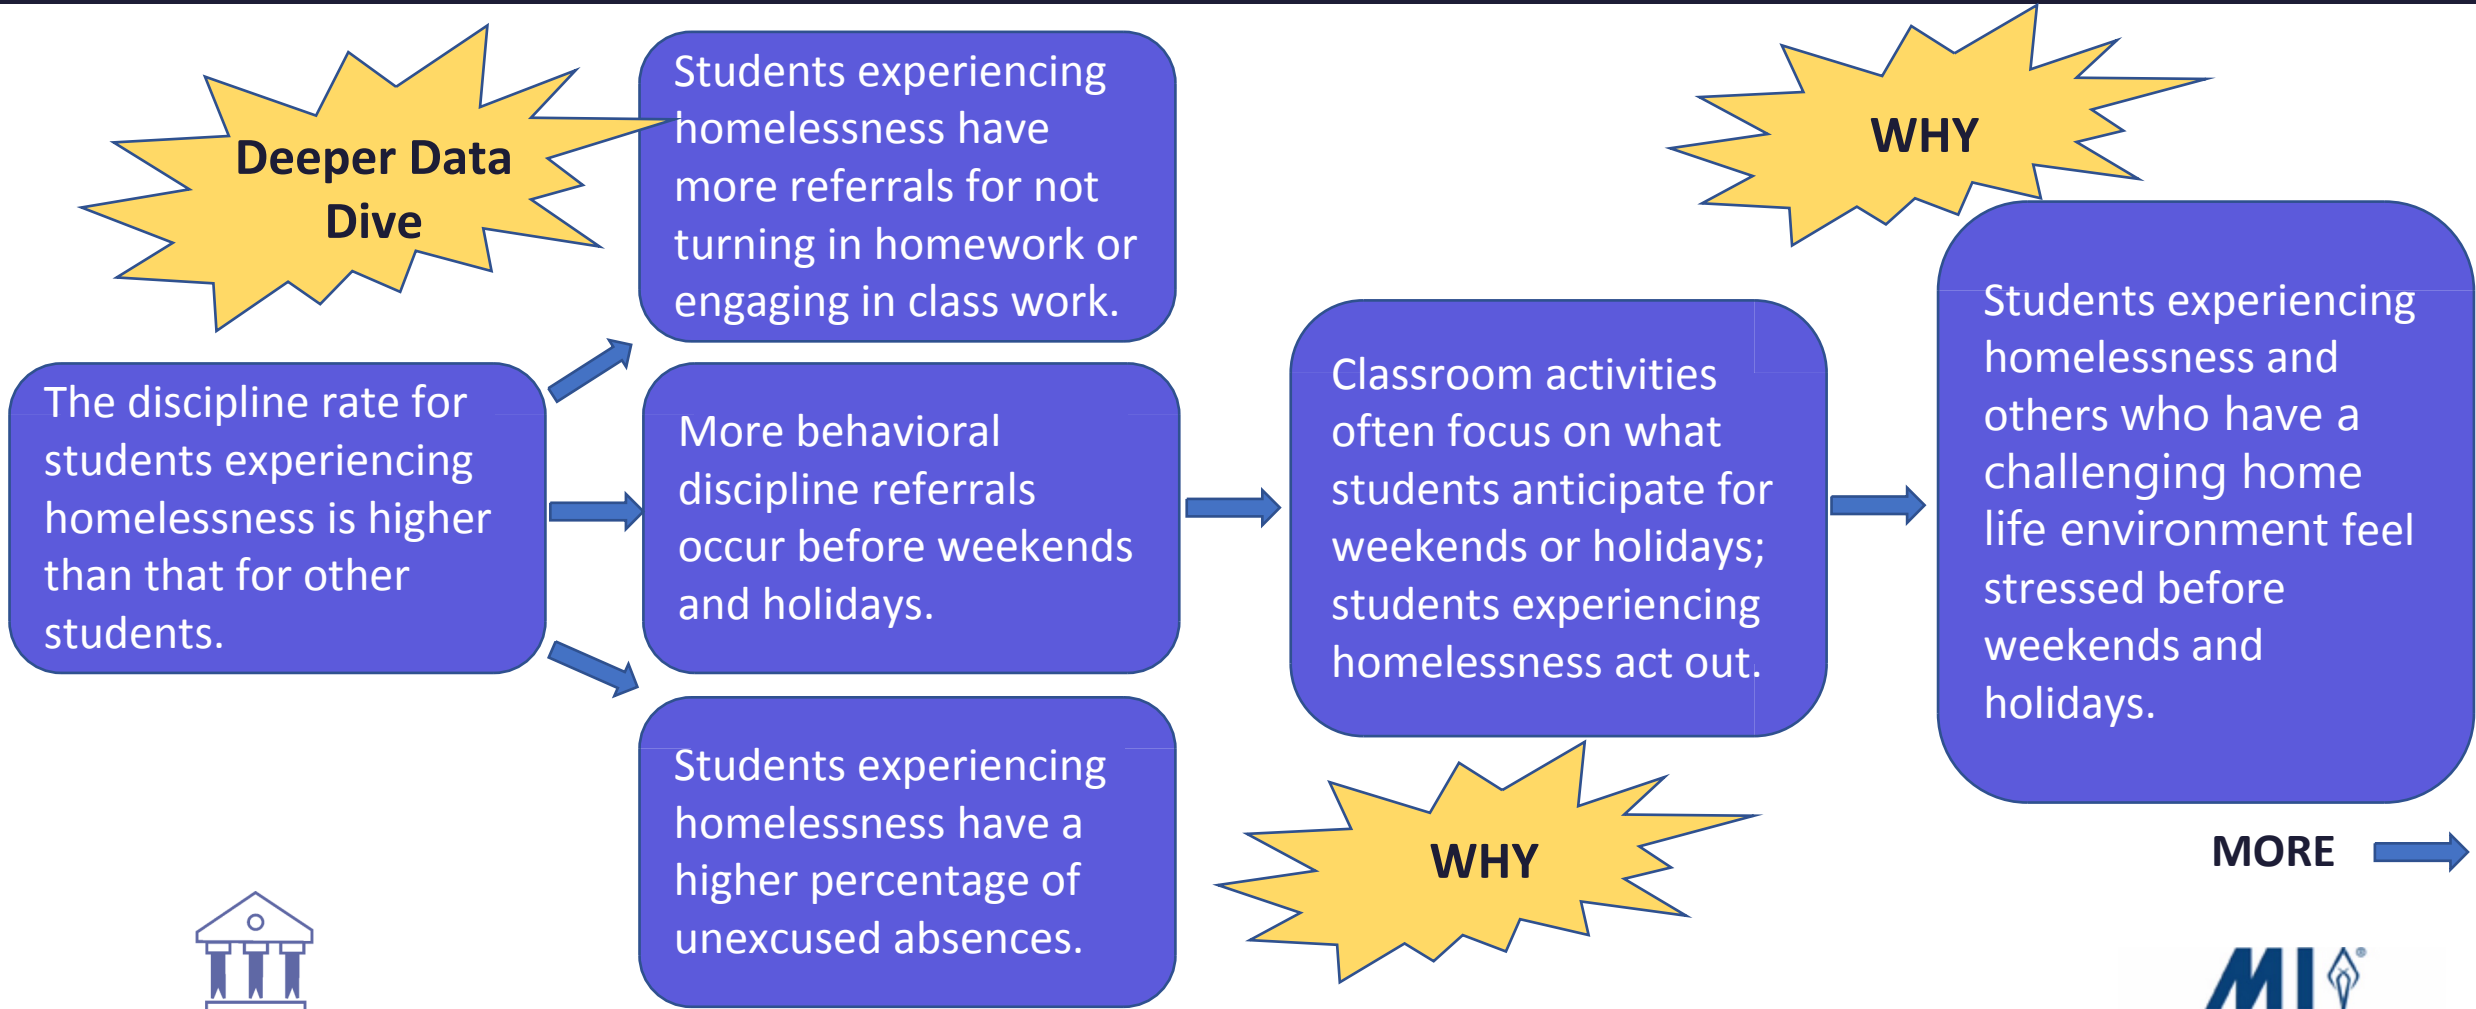 Deeper Data
Dive
The discipline rate for
students experiencing
homelessness is higher
than that for other
students.
Students experiencing
homelessness have
more referrals for not
turning in homework or
engaging in class work.
More behavioral
discipline referrals
occur before weekends
and holidays.
Students experiencing
homelessness have a
higher percentage of
unexcused absences.
Classroom activities
often focus on what
students anticipate for
weekends or holidays;
students experiencing
homelessness act out.
WHY
WHY
Students experiencing
homelessness and
others who have a
challenging home
life environment feel
stressed before
weekends and
holidays.
MORE
MI®